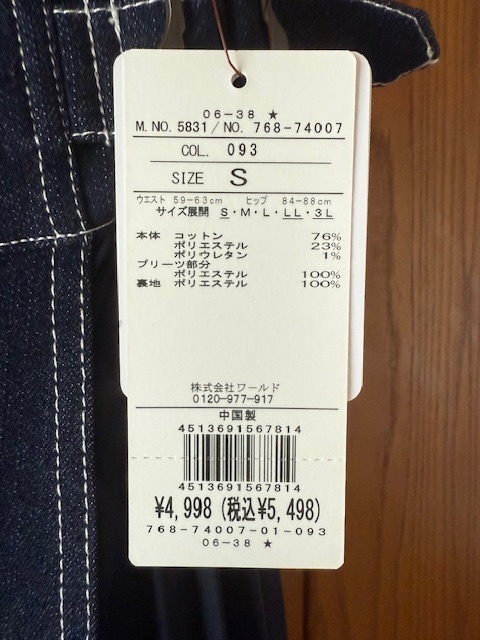 06-38 ★
M.NO.5831/NO. 768-74007
COL. 093
SIZE S
ウエスト 59-63cm ヒップ 84-88cm
サイズ展開 S・M・L・LL・3L
本体 コットン 76%
ポリエステル 23%
ポリウレタン 1%
プリーツ部分
ポリエステル 100%
裏地 ポリエステル 100%
株式会社ワールド
0120-977-917
中国製
4513691567814
4513691567814
¥4,998(税込¥5,498)
768-74007-01-093
06-38 ★